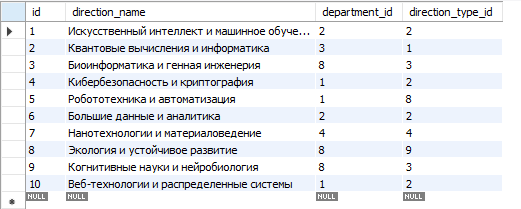 id direction_name department_id direction_type_id
1 Искусственный интеллект и машинное обуче... 2 2
2 Квантовые вычисления и информатика 3 1
3 Биоинформатика и генная инженерия 8 3
4 Кибербезопасность и криптография 1 2
5 Робототехника и автоматизация 1 8
6 Большие данные и аналитика 2 2
7 Нанотехнологии и материаловедение 4 4
8 Экология и устойчивое развитие 8 9
9 Когнитивные науки и нейробиология 8 3
10 Веб-технологии и распределенные системы 1 2
NULL NULL NULL NULL